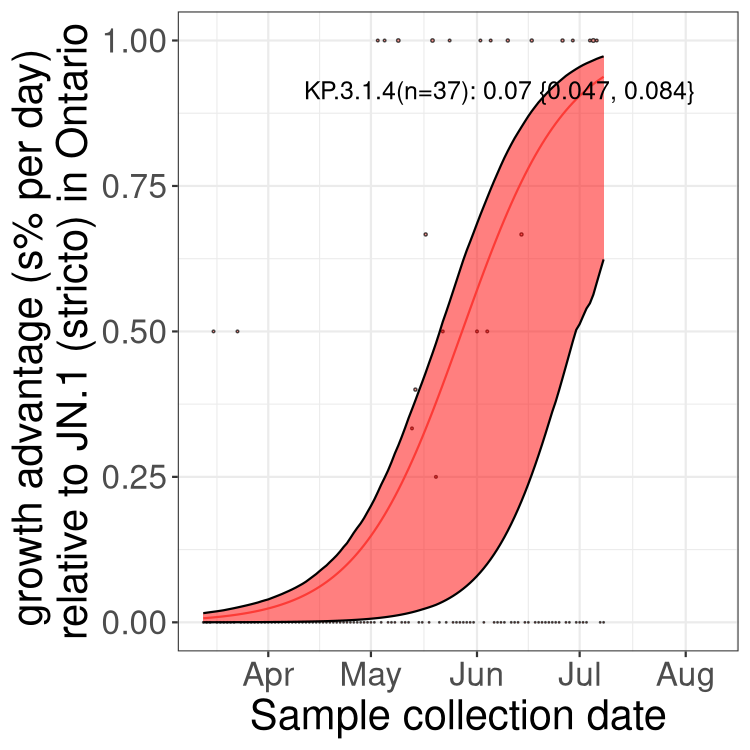 growth advantage (s% per day)
relative to JN.1 (stricto) in Ontario
1.00
0.75
0.50
0.25
0.00
KP.3.1.4(n=37): 0.07 {0.047, 0.084}
Apr May Jun Jul Aug
Sample collection date